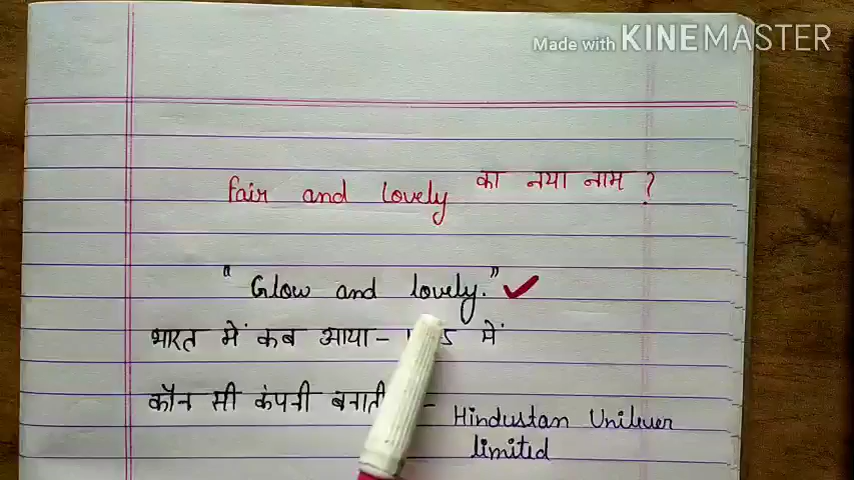 Made with KINEMASTER
Fair and lovely का नया नाम ?
"Glow and lovely."
भारत में कब आया - में
कौन सी कंपनी बनाती -
Hindustan Unilever
limited